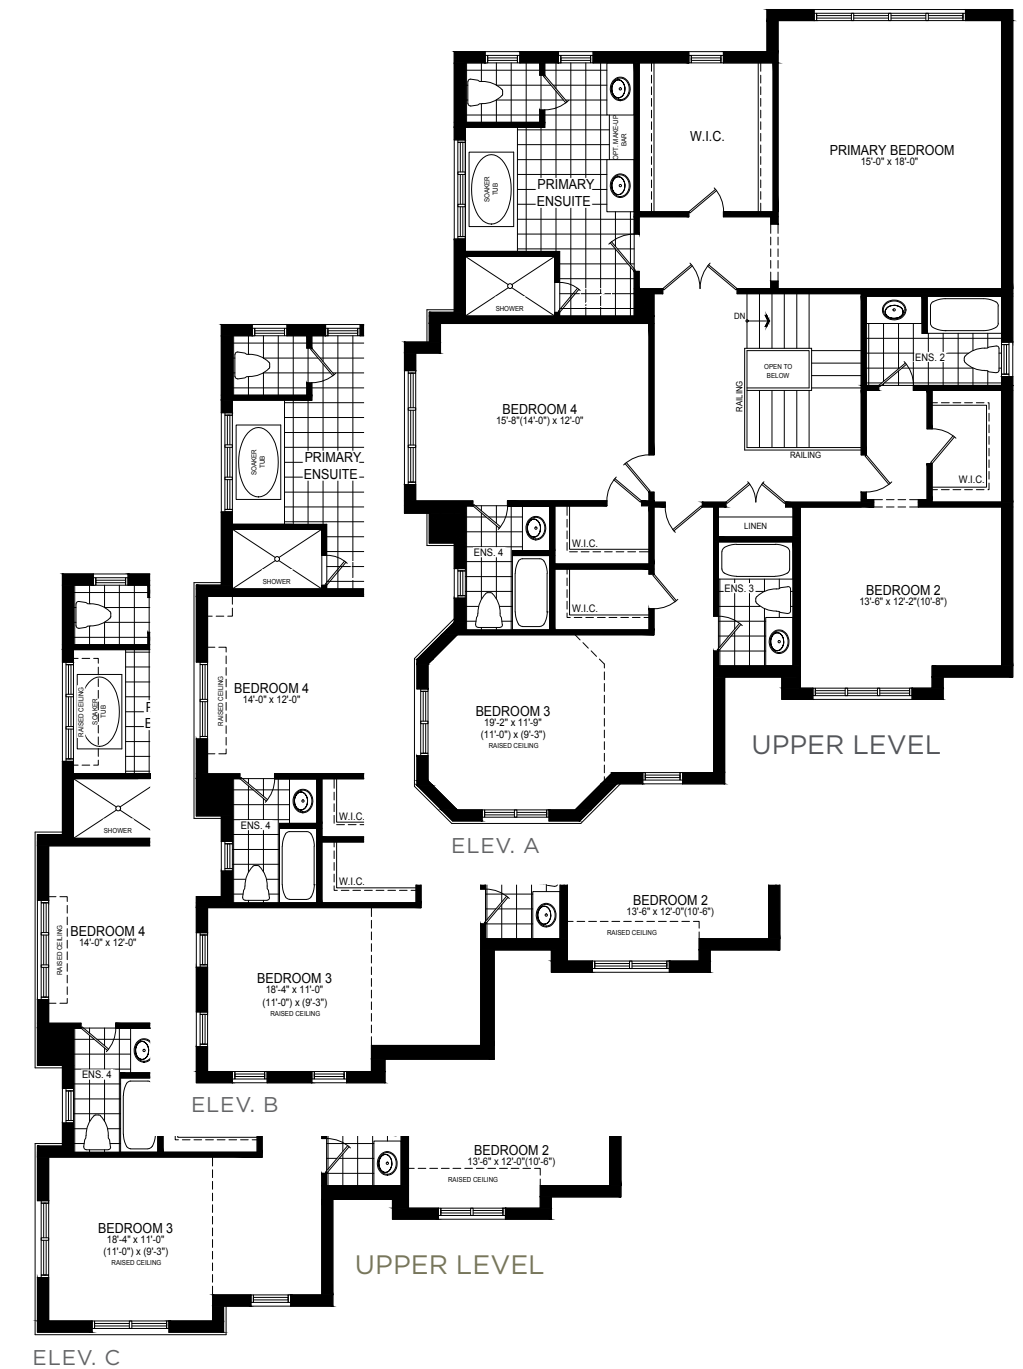 W.I.C.
PRIMARY BEDROOM
15'-0" x 18'-0"
OPT. MAKE-UP
BAR
SOAKER
TUB
PRIMARY
ENSUITE
SHOWER
DN
OPEN TO
BELOW
RAILING
RAILING
ENS. 2
W.I.C.
BEDROOM 4
15'-8"(14'-0") x 12'-0"
LINEN
ENS. 4
W.I.C.
W.I.C.
ENS. 3
BEDROOM 2
13'-6" x 12'-2"(10'-8")
BEDROOM 3
19'-2" x 11'-9"
(11'-0") x (9'-3")
RAISED CEILING
UPPER LEVEL
ELEV. A
SOAKER
TUB
PRIMARY
ENSUITE
SHOWER
RAISED CEILING
BEDROOM 4
14'-0" x 12'-0"
ENS. 4
W.I.C.
W.I.C.
BEDROOM 2
13'-6" x 12'-0"(10'-6")
RAISED CEILING
BEDROOM 3
18'-4" x 11'-0"
(11'-0") x (9'-3")
RAISED CEILING
ELEV. B
RAISED CEILING
SOAKER
TUB
P
E
SHOWER
BEDROOM 4
14'-0" x 12'-0"
RAISED CEILING
ENS. 4
BEDROOM 2
13'-6" x 12'-0"(10'-6")
RAISED CEILING
BEDROOM 3
18'-4" x 11'-0"
(11'-0") x (9'-3")
RAISED CEILING
UPPER LEVEL
ELEV. C